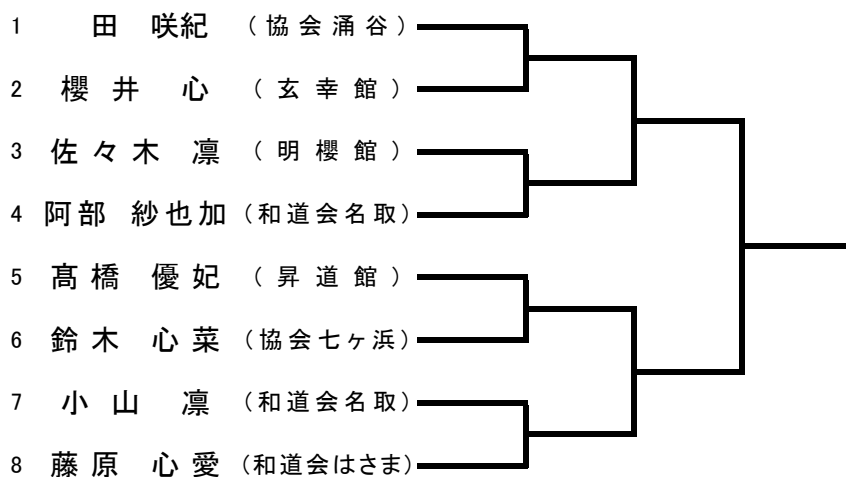 1 田 咲紀 (協会涌谷)
2 櫻井 心 (玄幸館)
3 佐々木 凛 (明櫻館)
4 阿部 紗也加 (和道会名取)
5 髙橋 優妃 (昇道館)
6 鈴木 心菜 (協会七ヶ浜)
7 小山 凛 (和道会名取)
8 藤原 心愛 (和道会はさま)